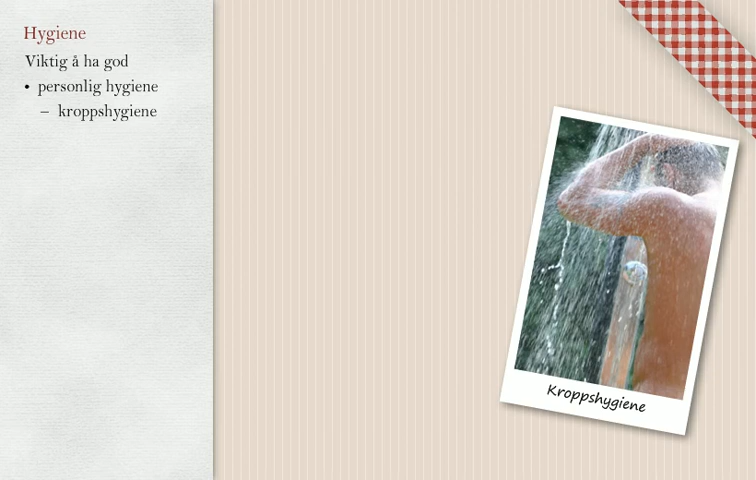 Hygiene
Viktig å ha god
• personlig hygiene
– kroppshygiene
Kroppshygiene